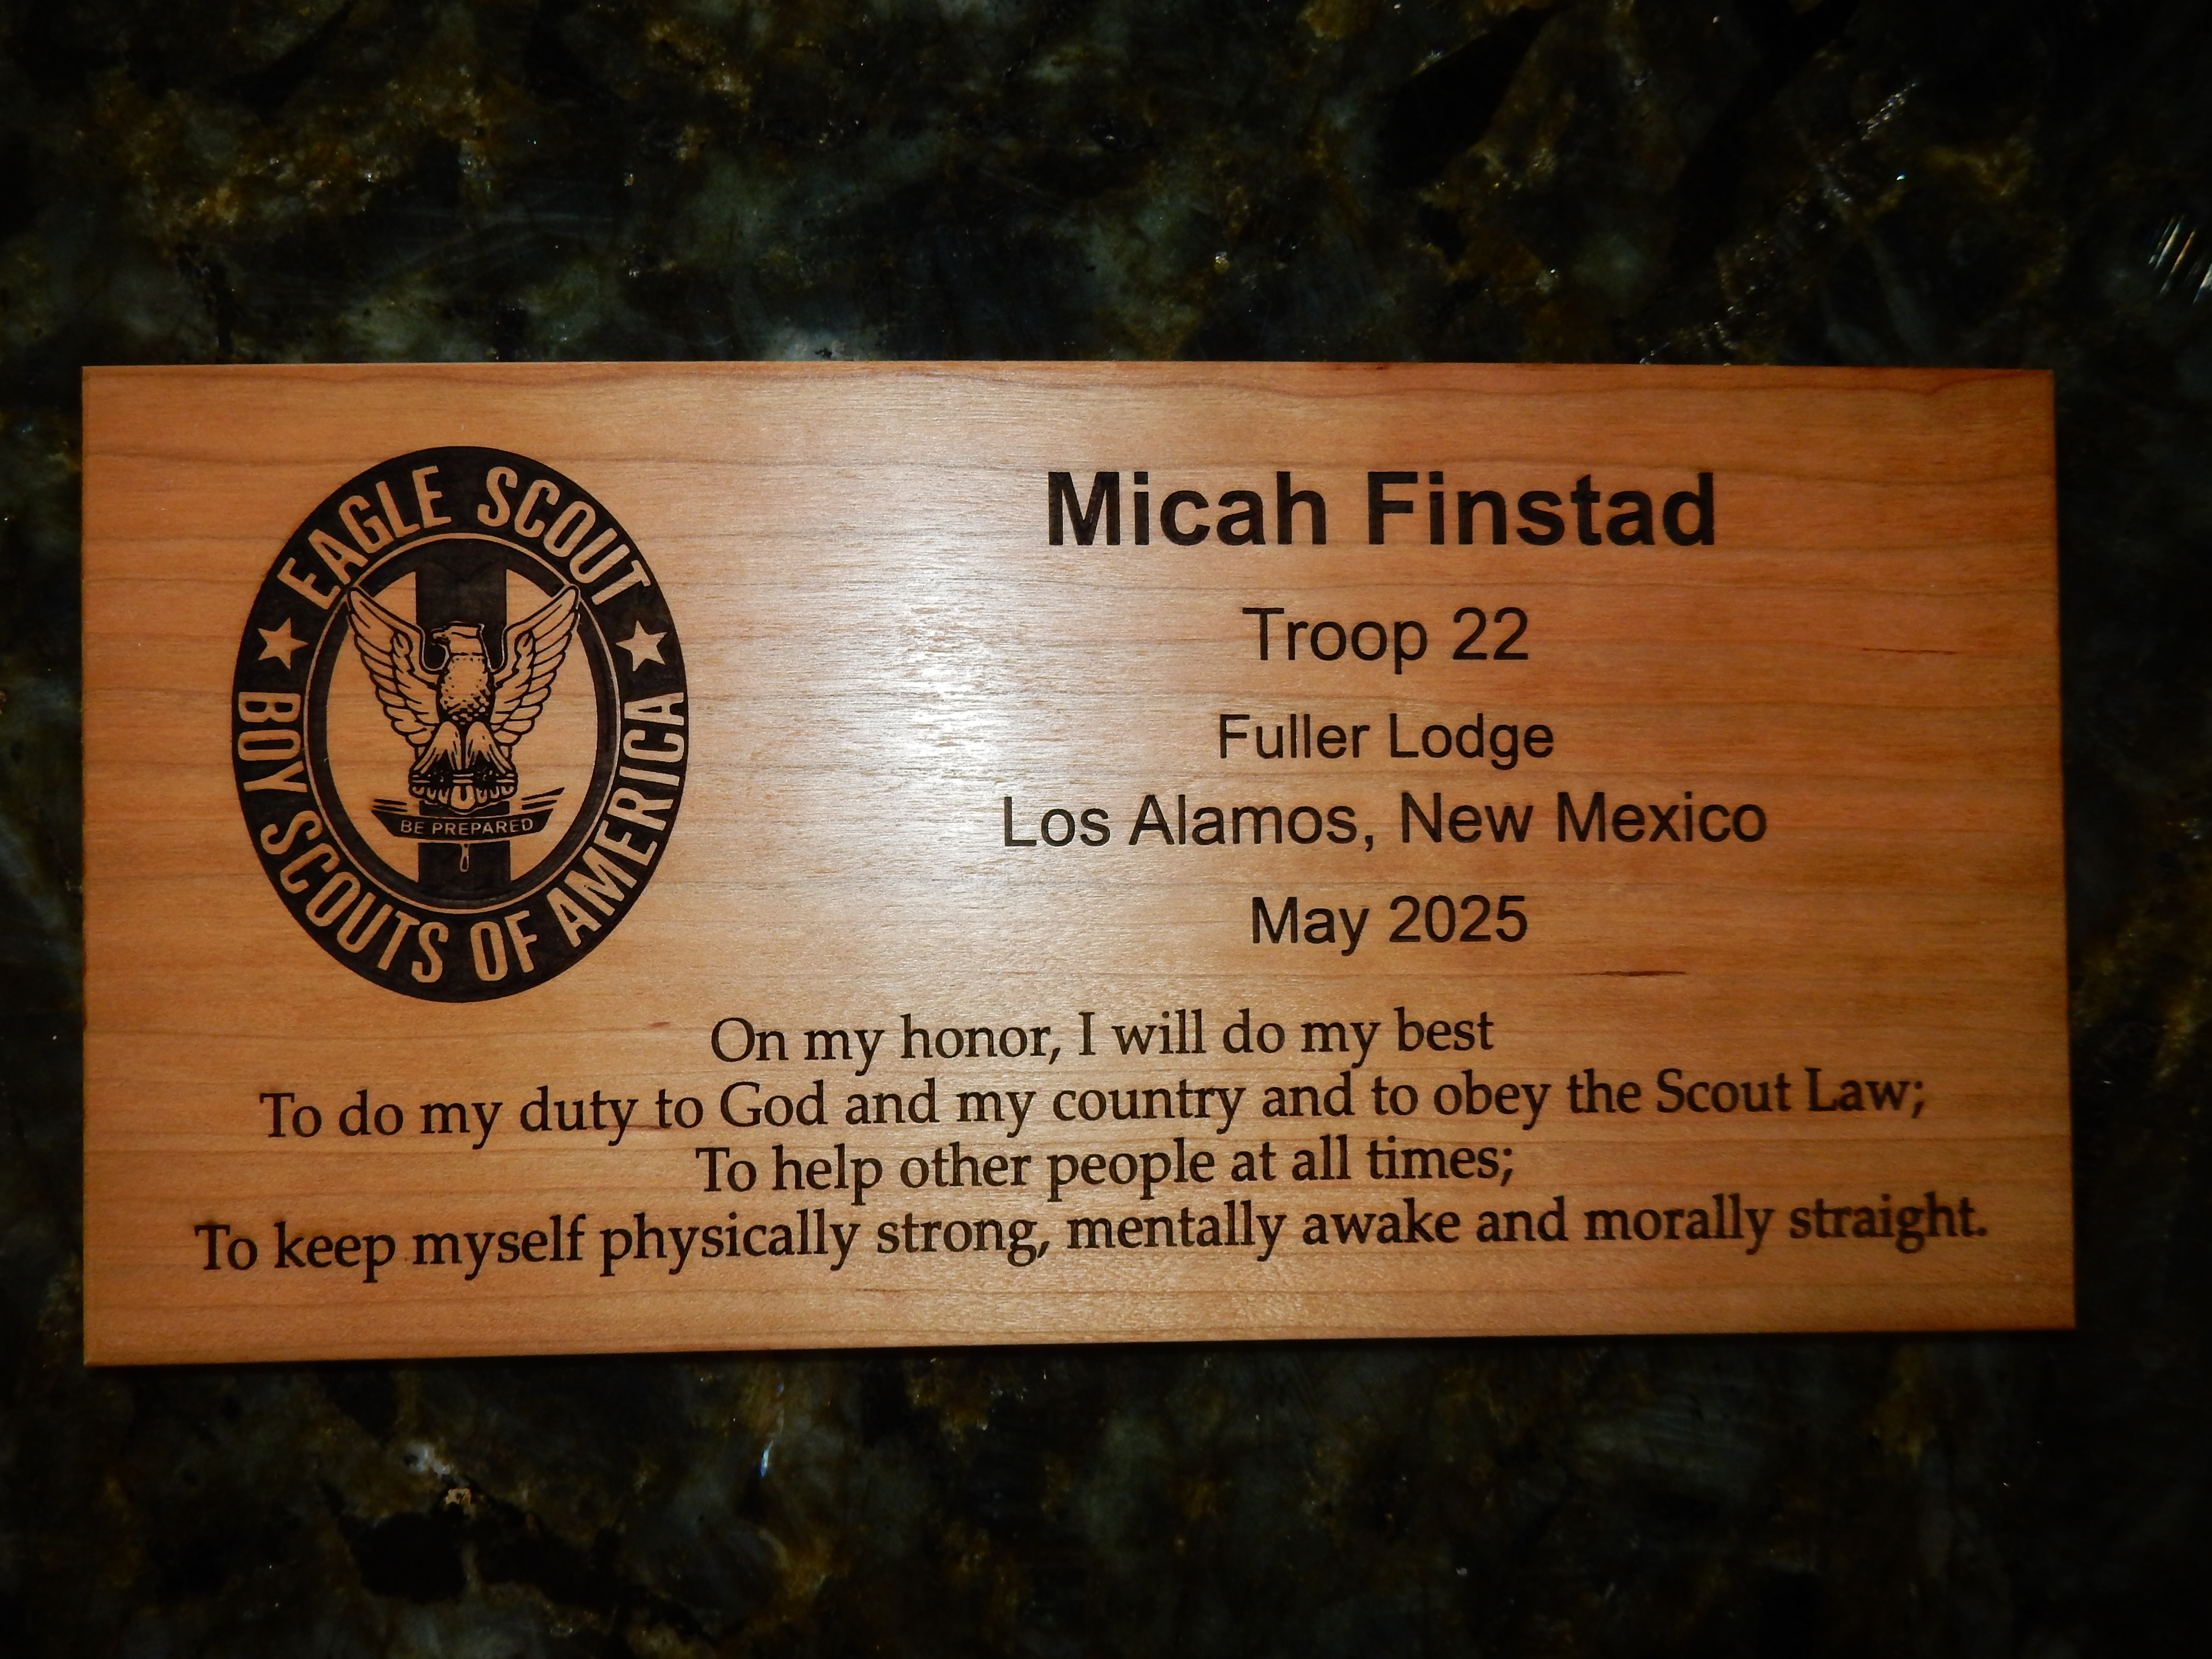 EAGLE SCOUT
BE PREPARED
BOY SCOUTS OF AMERICA
Micah Finstad
Troop 22
Fuller Lodge
Los Alamos, New Mexico
May 2025
On my honor, I will do my best
To do my duty to God and my country and to obey the Scout Law;
To help other people at all times;
To keep myself physically strong, mentally awake and morally straight.